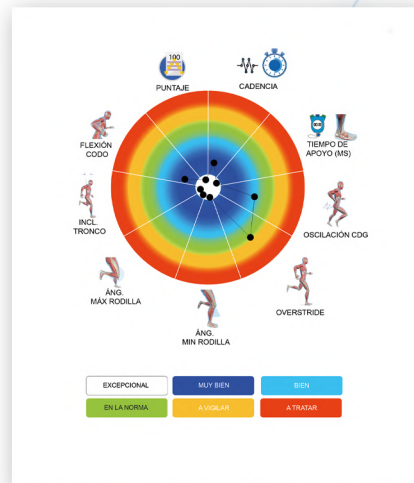 100
PUNTAJE
CADENCIA
FLEXIÓN
CODO
TIEMPO DE
APOYO (MS)
INCL.
TRONCO
OSCILACIÓN CDG
ÁNG.
MÁX RODILLA
OVERSTRIDE
ÁNG.
MIN RODILLA
EXCEPCIONAL
MUY BIEN
BIEN
EN LA NORMA
A VIGILAR
A TRATAR